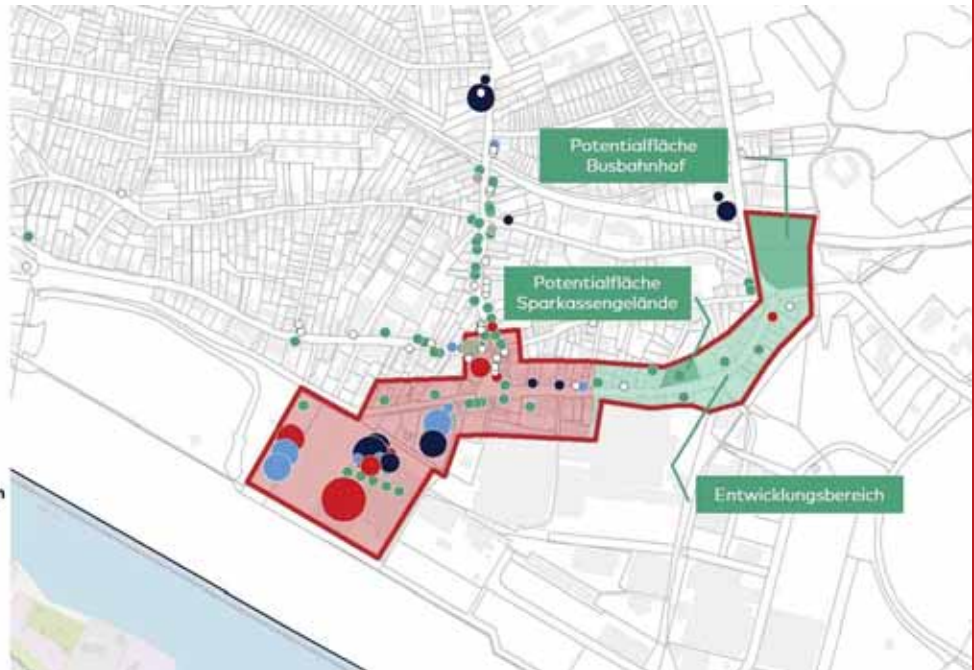 Potentialfläche
Busbahnhof
Potentialfläche
Sparkassengelände
Entwicklungsbereich